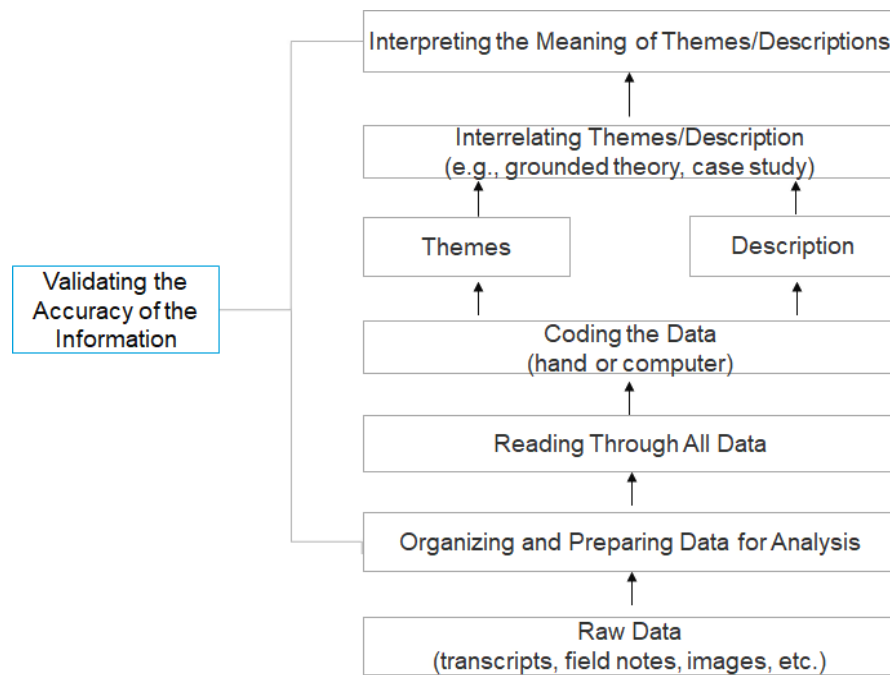 Interpreting the Meaning of Themes/Descriptions
Interrelating Themes/Description
(e.g., grounded theory, case study)
Themes
Description
Validating the
Accuracy of the
Information
Coding the Data
(hand or computer)
Reading Through All Data
Organizing and Preparing Data for Analysis
Raw Data
(transcripts, field notes, images, etc.)